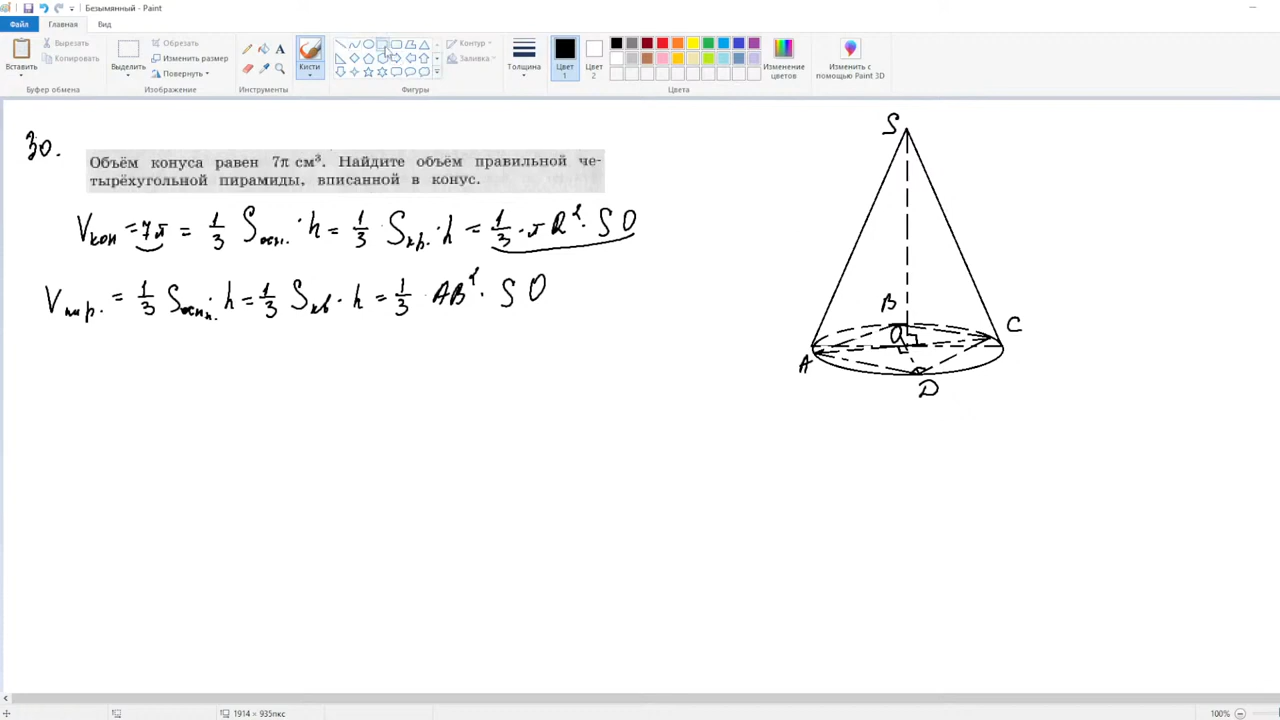 Безымянный - Paint
Файл Главная Вид
Вставить
Вырезать
Копировать
Буфер обмена
Выделить
Обрезать
Изменить размер
Повернуть
Изображение
Инструменты
Кисти
Контур
Заливка
Фигуры
Толщина
Цвет 1
Цвет 2
Цвета
Изменение цветов
Изменить с помощью Paint 3D
30.
Объём конуса равен 7π см³. Найдите объём правильной че-
тырёхугольной пирамиды, вписанной в конус.
Vкон = 7π = 1/3 Sосн. · h = 1/3 Sкр. · h = 1/3 · π R² · SO
Vпир. = 1/3 Sосн. · h = 1/3 Sкв · h = 1/3 · AB² · SO
S
B
C
O
A
D
1914 × 935пкс
100%